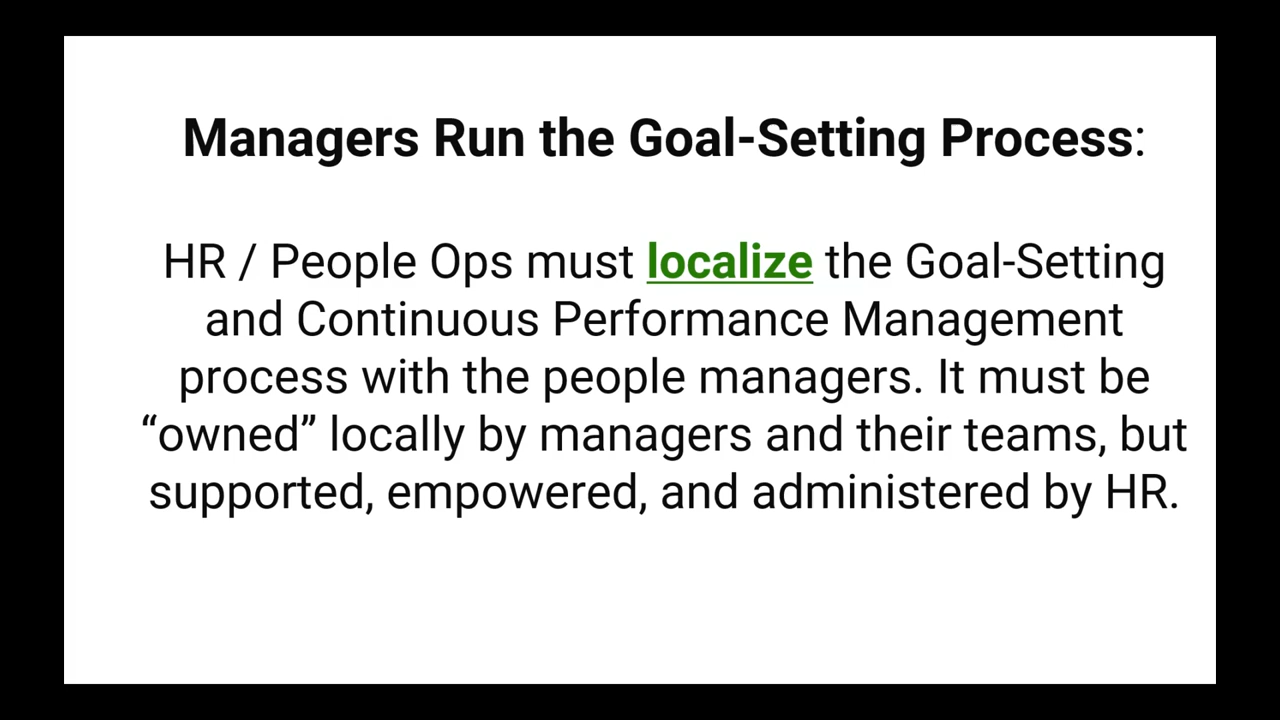 Managers Run the Goal-Setting Process:
HR / People Ops must localize the Goal-Setting
and Continuous Performance Management
process with the people managers. It must be
“owned” locally by managers and their teams, but
supported, empowered, and administered by HR.